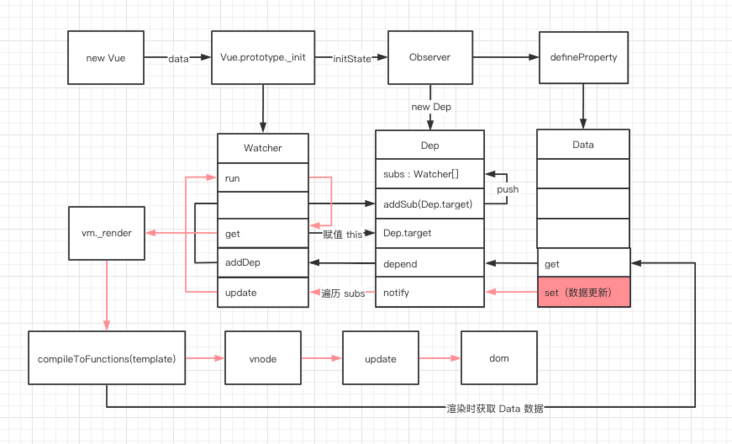 new Vue
data
Vue.prototype._init
initState
Observer
defineProperty
new Dep
Watcher
Dep
Data
run
subs : Watcher[]
push
addSub(Dep.target)
vm._render
get
赋值 this
Dep.target
addDep
depend
get
update
遍历 subs
notify
set（数据更新）
compileToFunctions(template)
vnode
update
dom
渲染时获取 Data 数据